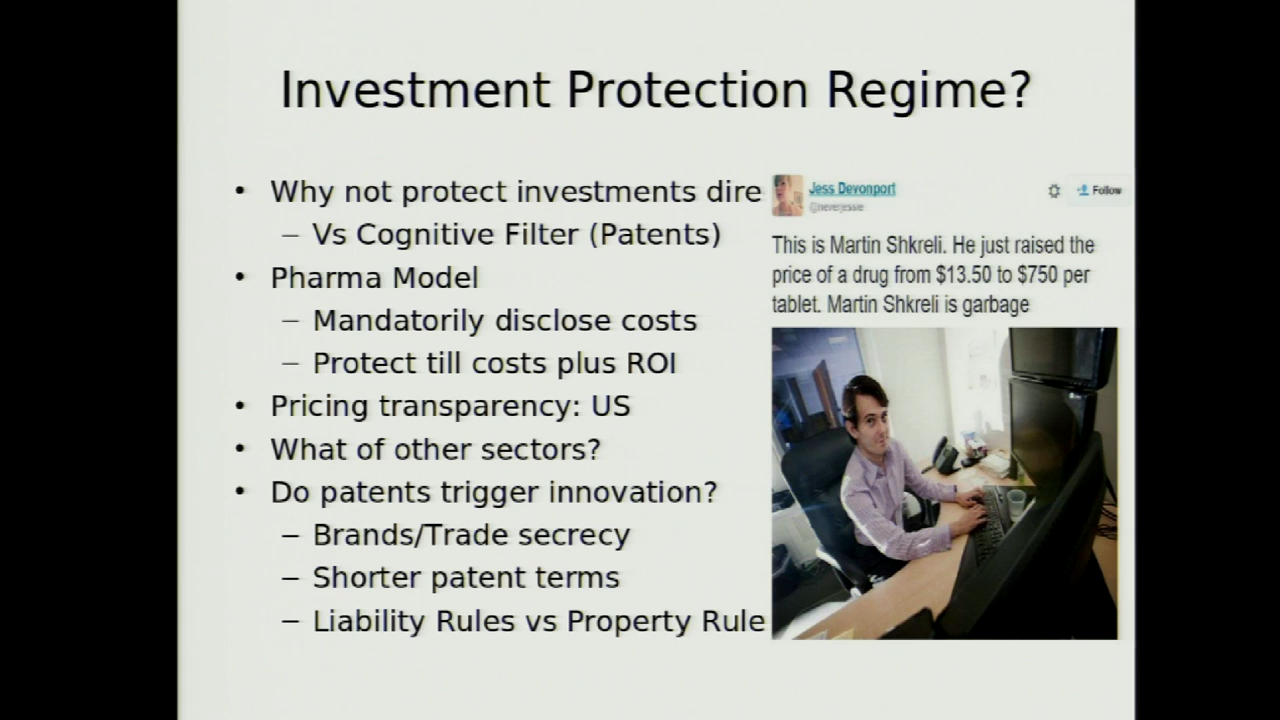 Investment Protection Regime?
• Why not protect investments dire
– Vs Cognitive Filter (Patents)
• Pharma Model
– Mandatorily disclose costs
– Protect till costs plus ROI
• Pricing transparency: US
• What of other sectors?
• Do patents trigger innovation?
– Brands/Trade secrecy
– Shorter patent terms
– Liability Rules vs Property Rule
Jess Devonport
@neverjessie
Follow
This is Martin Shkreli. He just raised the
price of a drug from $13.50 to $750 per
tablet. Martin Shkreli is garbage